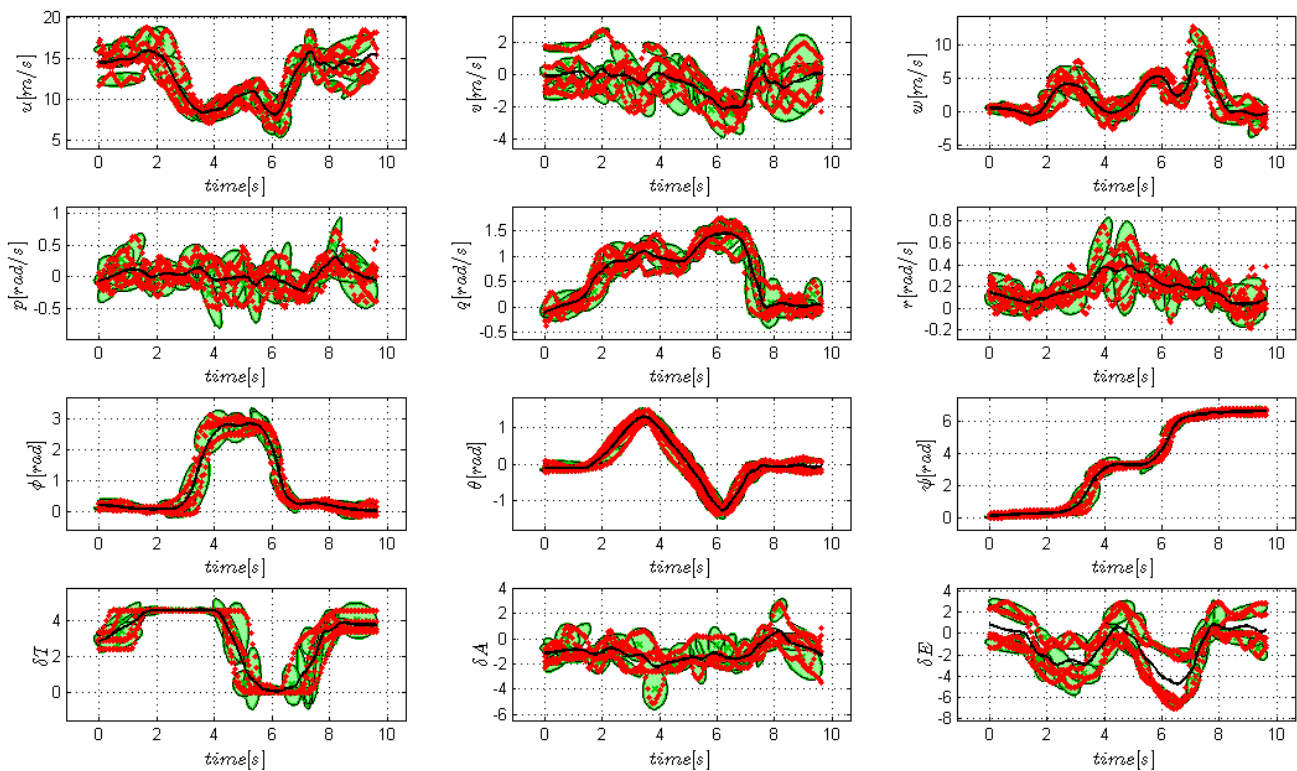 20
15
10
5
u[m/s]
0 2 4 6 8 10
time[s]
2
0
-2
-4
v[m/s]
0 2 4 6 8 10
time[s]
10
5
0
-5
w[m/s]
0 2 4 6 8 10
time[s]
1
0.5
0
-0.5
p[rad/s]
0 2 4 6 8 10
time[s]
1.5
1
0.5
0
-0.5
q[rad/s]
0 2 4 6 8 10
time[s]
0.8
0.6
0.4
0.2
0
-0.2
r[rad/s]
0 2 4 6 8 10
time[s]
3
2
1
0
ϕ[rad]
0 2 4 6 8 10
time[s]
1
0
-1
θ[rad]
0 2 4 6 8 10
time[s]
6
4
2
0
ψ[rad]
0 2 4 6 8 10
time[s]
4
2
0
δT
0 2 4 6 8 10
time[s]
4
2
0
-2
-4
-6
δA
0 2 4 6 8 10
time[s]
4
2
0
-2
-4
-6
-8
δE
0 2 4 6 8 10
time[s]